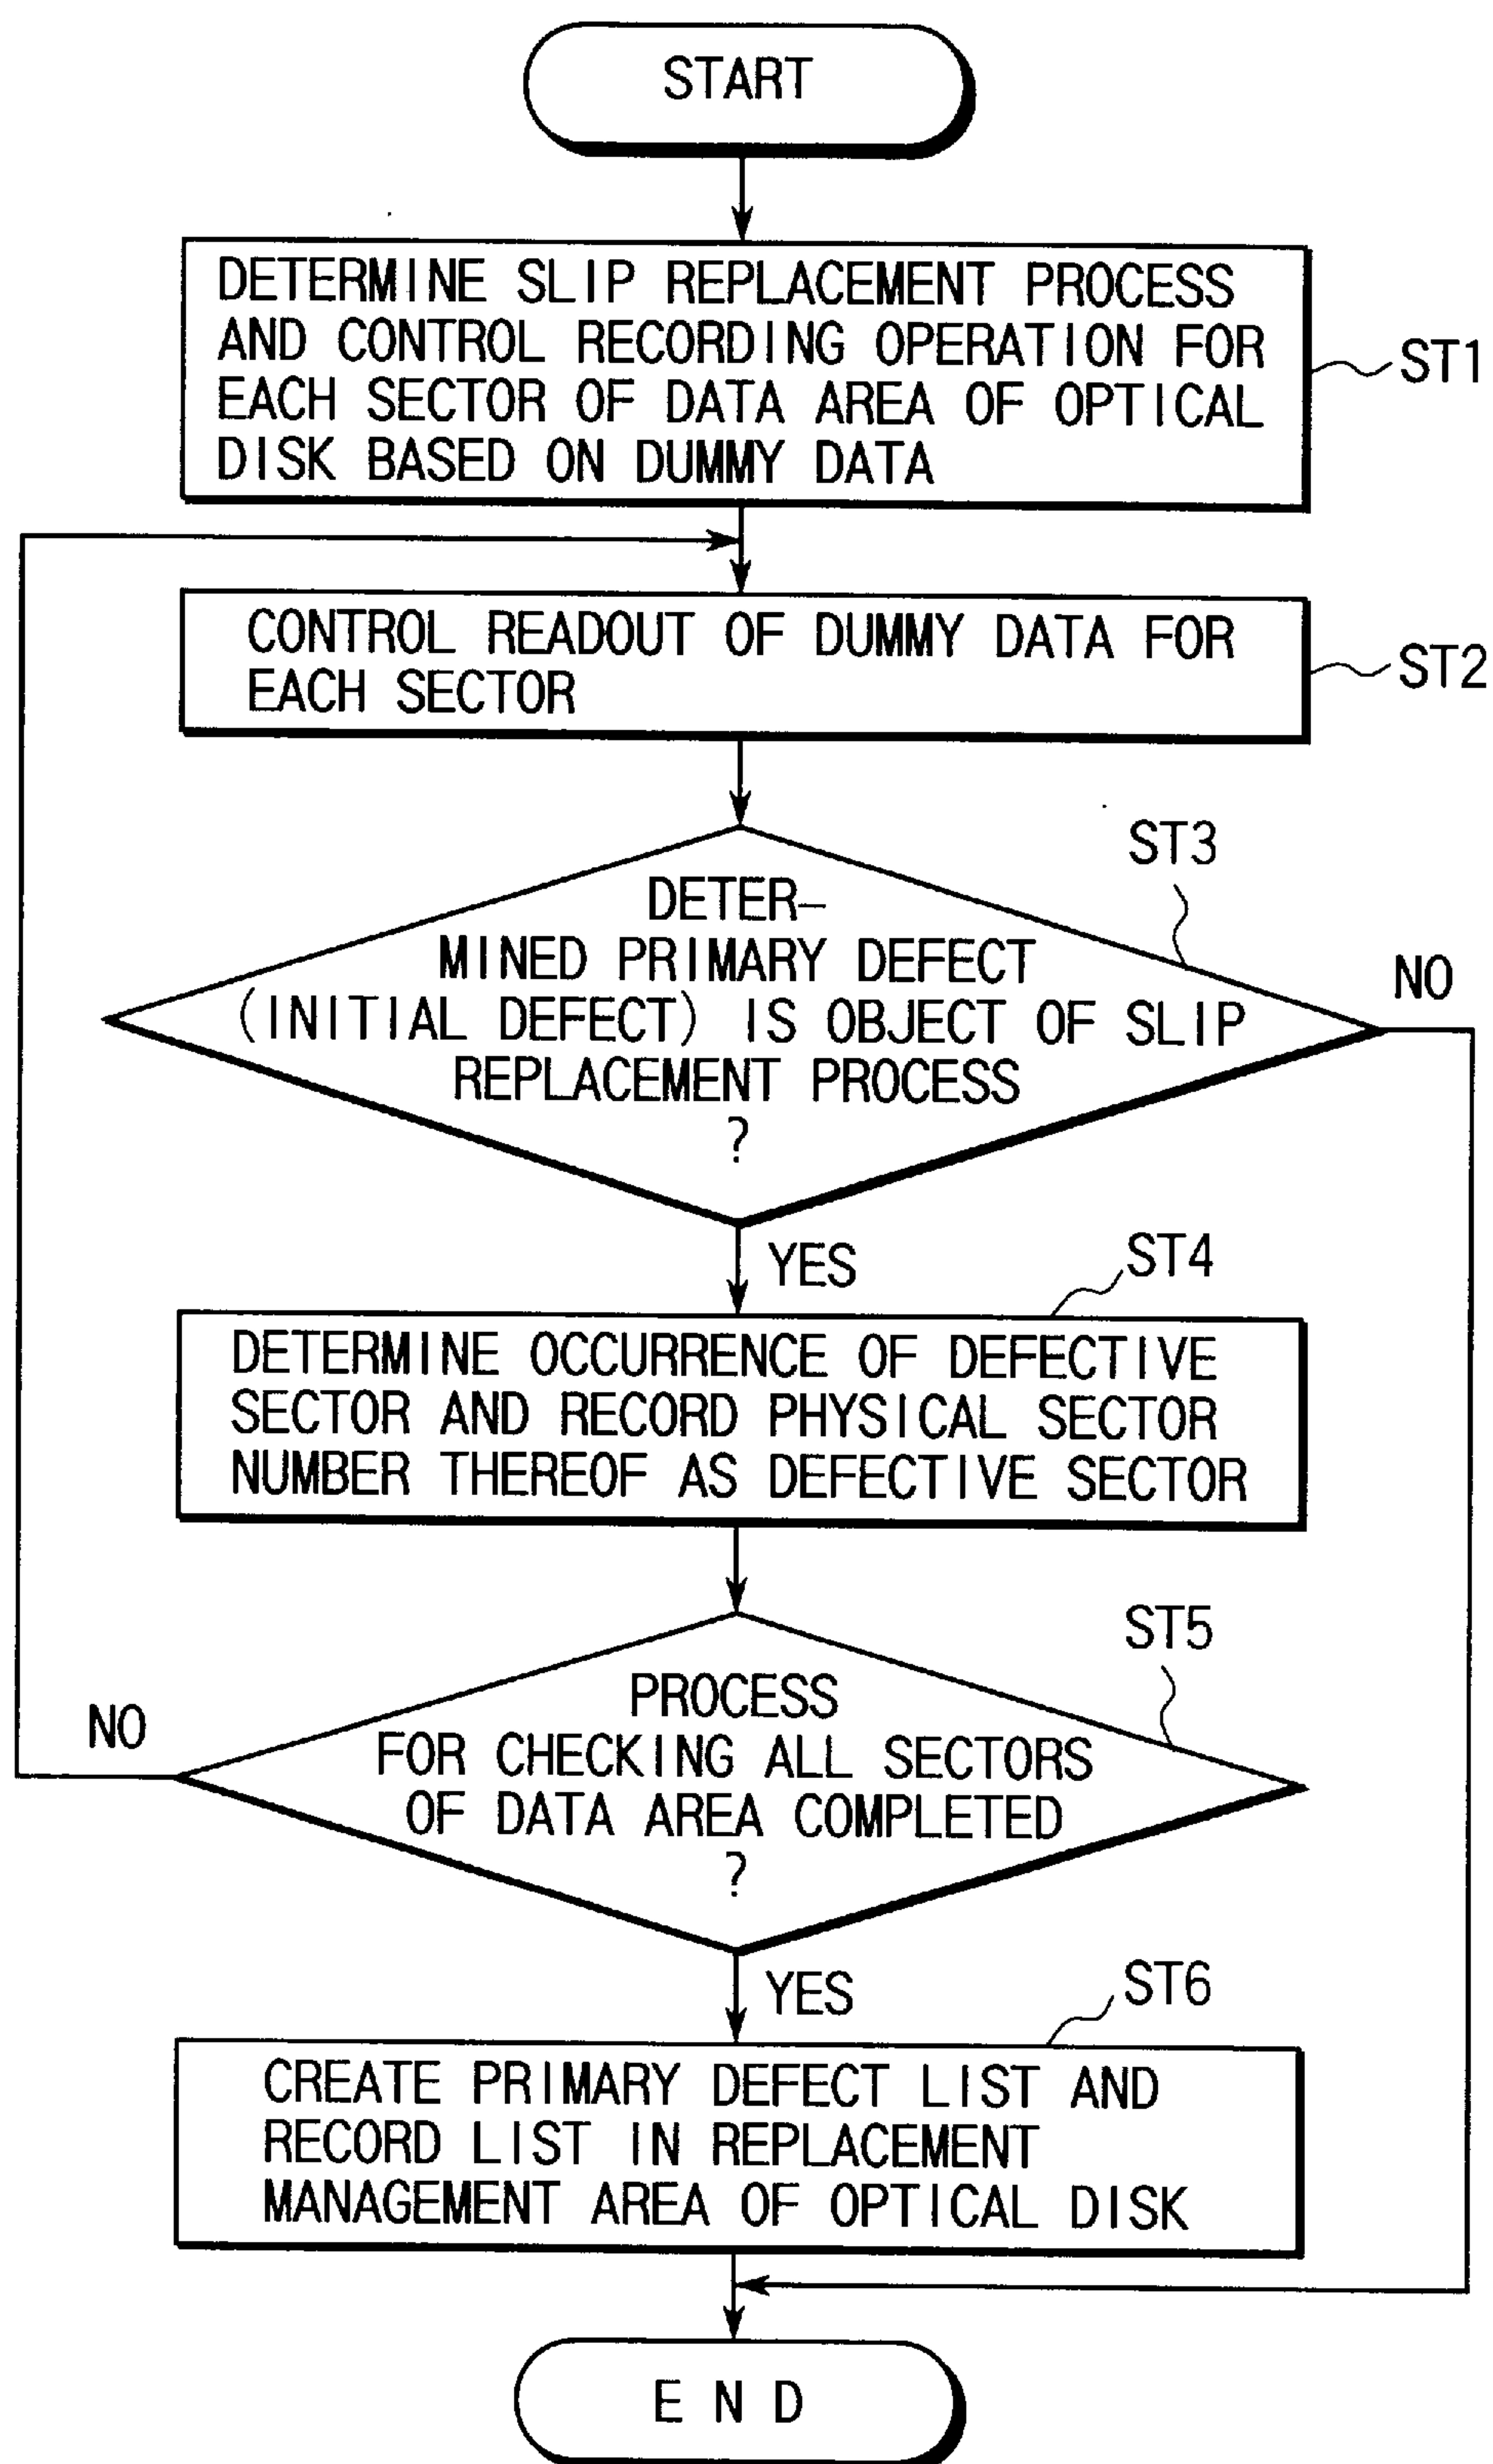 START
DETERMINE SLIP REPLACEMENT PROCESS
AND CONTROL RECORDING OPERATION FOR
EACH SECTOR OF DATA AREA OF OPTICAL
DISK BASED ON DUMMY DATA
ST1
CONTROL READOUT OF DUMMY DATA FOR
EACH SECTOR
ST2
ST3
DETER-
MINED PRIMARY DEFECT
(INITIAL DEFECT) IS OBJECT OF SLIP
REPLACEMENT PROCESS
?
NO
YES
ST4
DETERMINE OCCURRENCE OF DEFECTIVE
SECTOR AND RECORD PHYSICAL SECTOR
NUMBER THEREOF AS DEFECTIVE SECTOR
ST5
PROCESS
FOR CHECKING ALL SECTORS
OF DATA AREA COMPLETED
?
NO
YES
ST6
CREATE PRIMARY DEFECT LIST AND
RECORD LIST IN REPLACEMENT
MANAGEMENT AREA OF OPTICAL DISK
END